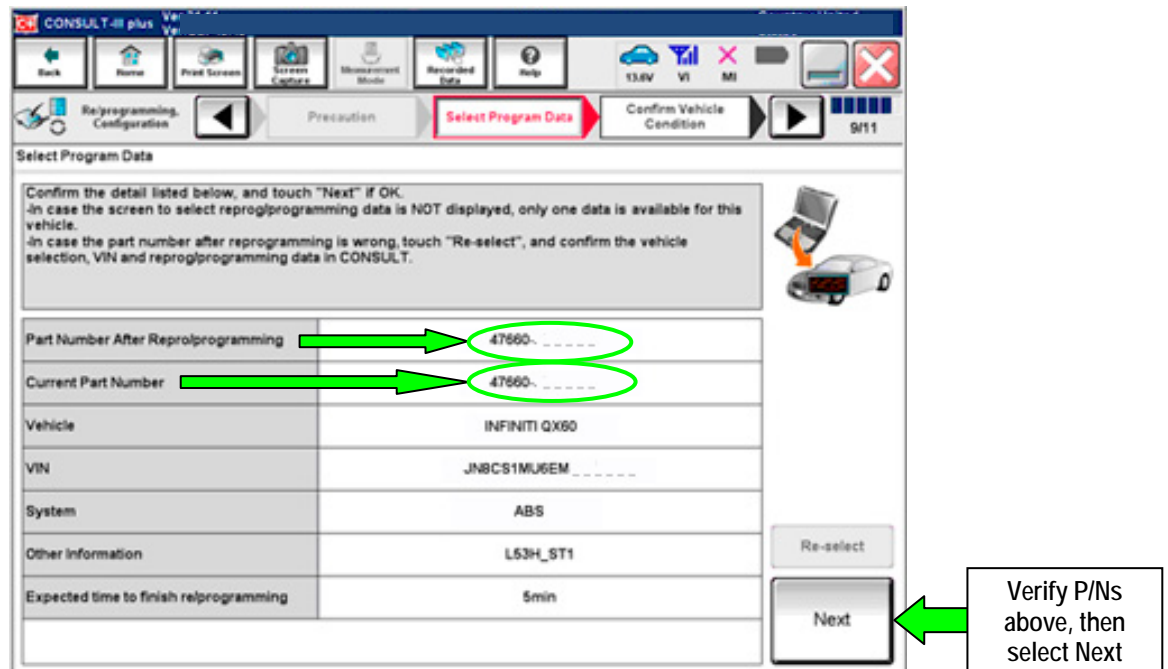 CONSULT-III plus
Back
Home
Print Screen
Screen Capture
Measurement Mode
Recorded Data
Help
13.6V
VI
MI
Re/programming, Configuration
Precaution
Select Program Data
Confirm Vehicle Condition
9/11
Select Program Data
Confirm the detail listed below, and touch "Next" if OK.
-In case the screen to select reprog/programming data is NOT displayed, only one data is available for this
vehicle.
-In case the part number after reprogramming is wrong, touch "Re-select", and confirm the vehicle
selection, VIN and reprog/programming data in CONSULT.
Part Number After Repro/programming
47660-. _ _ _ _ _
Current Part Number
47660-. _ _ _ _ _
Vehicle
INFINITI QX60
VIN
JN8CS1MU6EM _ _ _ _ _ _
System
ABS
Other Information
L53H_ST1
Expected time to finish re/programming
5min
Re-select
Next
Verify P/Ns
above, then
select Next